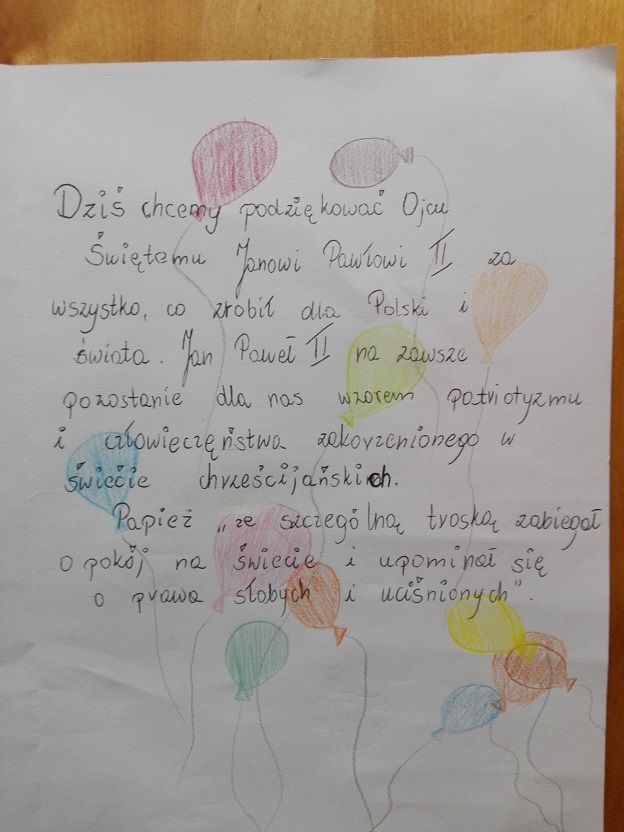 Dziś chcemy podziękować Ojcu
Świętemu Janowi Pawłowi II za
wszystko, co zrobił dla Polski i
świata. Jan Paweł II na zawsze
pozostanie dla nas wzorem patriotyzmu
i człowieczęństwa zakorzenionego w
świecie chrześcijańskich.
Papież „ze szczególną troską zabiegał
o pokój na świecie i upominał się
o prawa słabych i uciśnionych”.